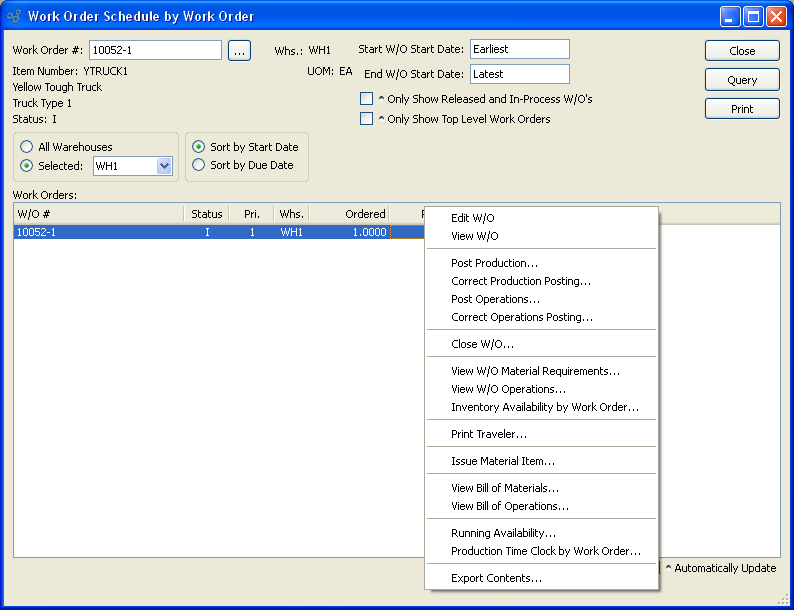 Work Order Schedule by Work Order
Work Order #: 10052-1 ... Whs.: WH1 Start W/O Start Date: Earliest Close
Item Number: YTRUCK1 UOM: EA End W/O Start Date: Latest Query
Yellow Tough Truck
^ Only Show Released and In-Process W/O's
Truck Type 1 Print
Status: I ^ Only Show Top Level Work Orders
All Warehouses Sort by Start Date
Selected: WH1 Sort by Due Date
Work Orders:
W/O # Status Pri. Whs. Ordered
10052-1 I 1 WH1 1.0000
Edit W/O
View W/O
Post Production...
Correct Production Posting...
Post Operations...
Correct Operations Posting...
Close W/O...
View W/O Material Requirements...
View W/O Operations...
Inventory Availability by Work Order...
Print Traveler...
Issue Material Item...
View Bill of Materials...
View Bill of Operations...
Running Availability...
Production Time Clock by Work Order...
Export Contents...
^ Automatically Update